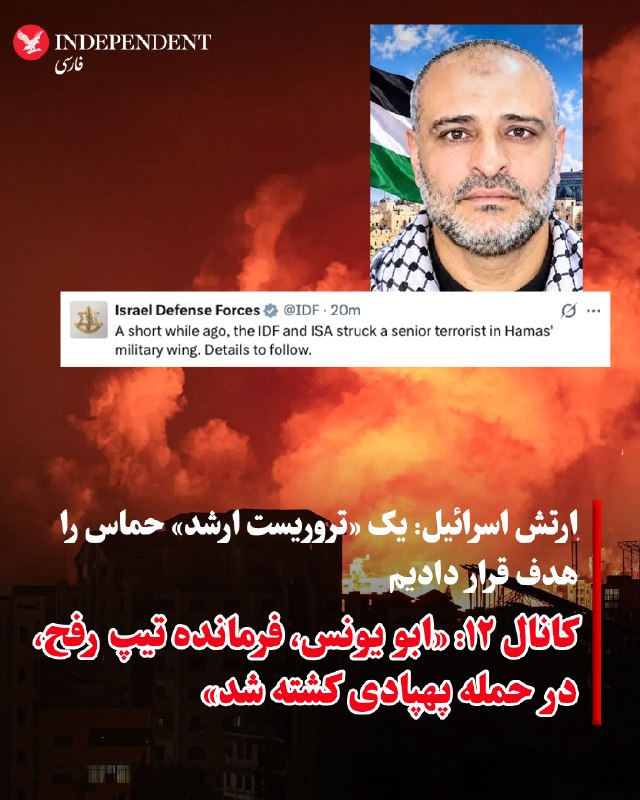 INDEPENDENT
فارسی
Israel Defense Forces @IDF · 20m
A short while ago, the IDF and ISA struck a senior terrorist in Hamas'
military wing. Details to follow.
ارتش اسرائیل: یک «تروریست ارشد» حماس را
هدف قرار دادیم
کانال ۱۲: «ابو یونس، فرمانده تیپ رفح،
در حمله پهپادی کشته شد»